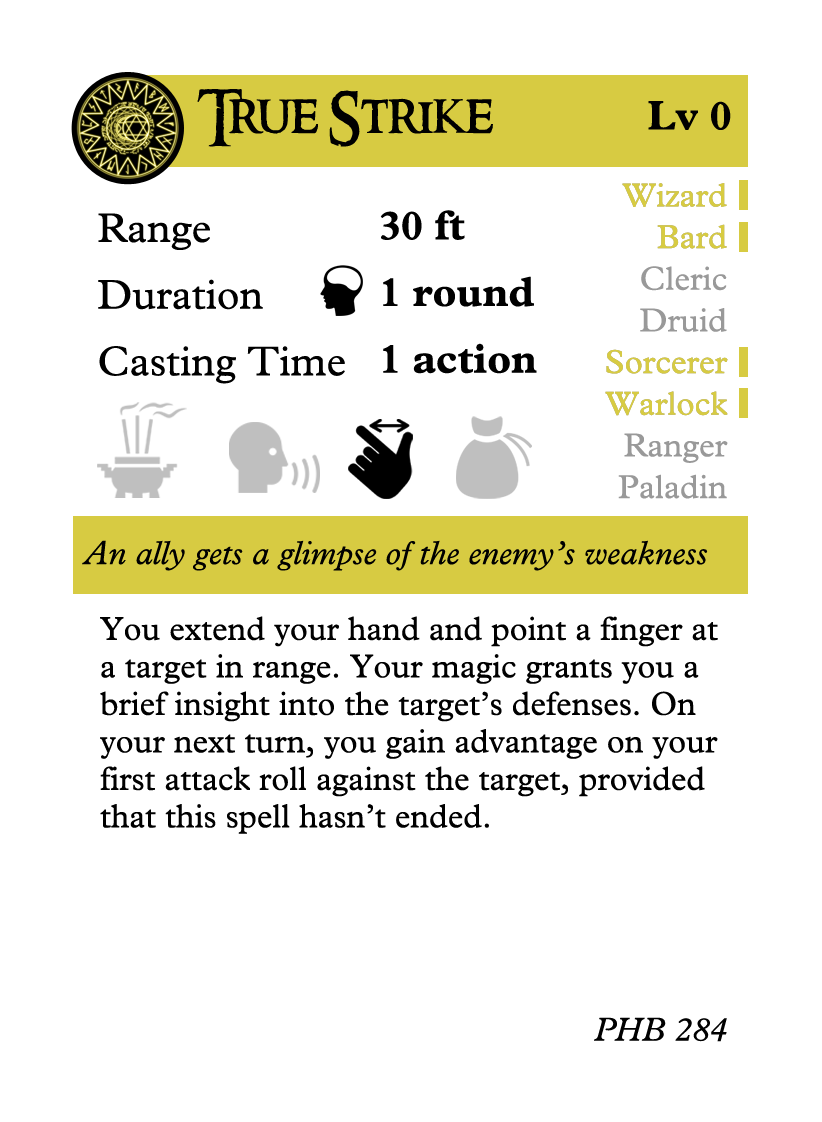 TRUE STRIKE
Lv 0
Range 30 ft
Duration 1 round
Casting Time 1 action
Wizard
Bard
Cleric
Druid
Sorcerer
Warlock
Ranger
Paladin
An ally gets a glimpse of the enemy’s weakness
You extend your hand and point a finger at
a target in range. Your magic grants you a
brief insight into the target’s defenses. On
your next turn, you gain advantage on your
first attack roll against the target, provided
that this spell hasn’t ended.
PHB 284